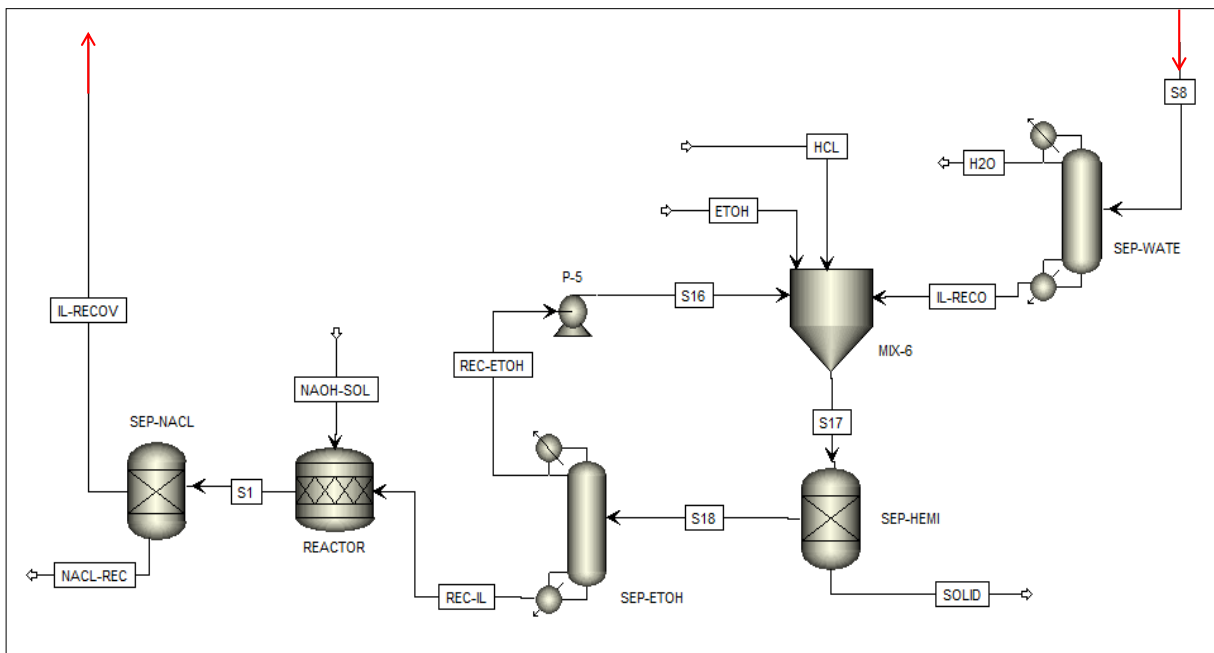 S8
HCL
H2O
ETOH
SEP-WATE
P-5
S16
IL-RECO
IL-RECOV
MIX-6
REC-ETOH
NAOH-SOL
SEP-NACL
S17
S1
S18
SEP-HEMI
REACTOR
NACL-REC
REC-IL
SEP-ETOH
SOLID